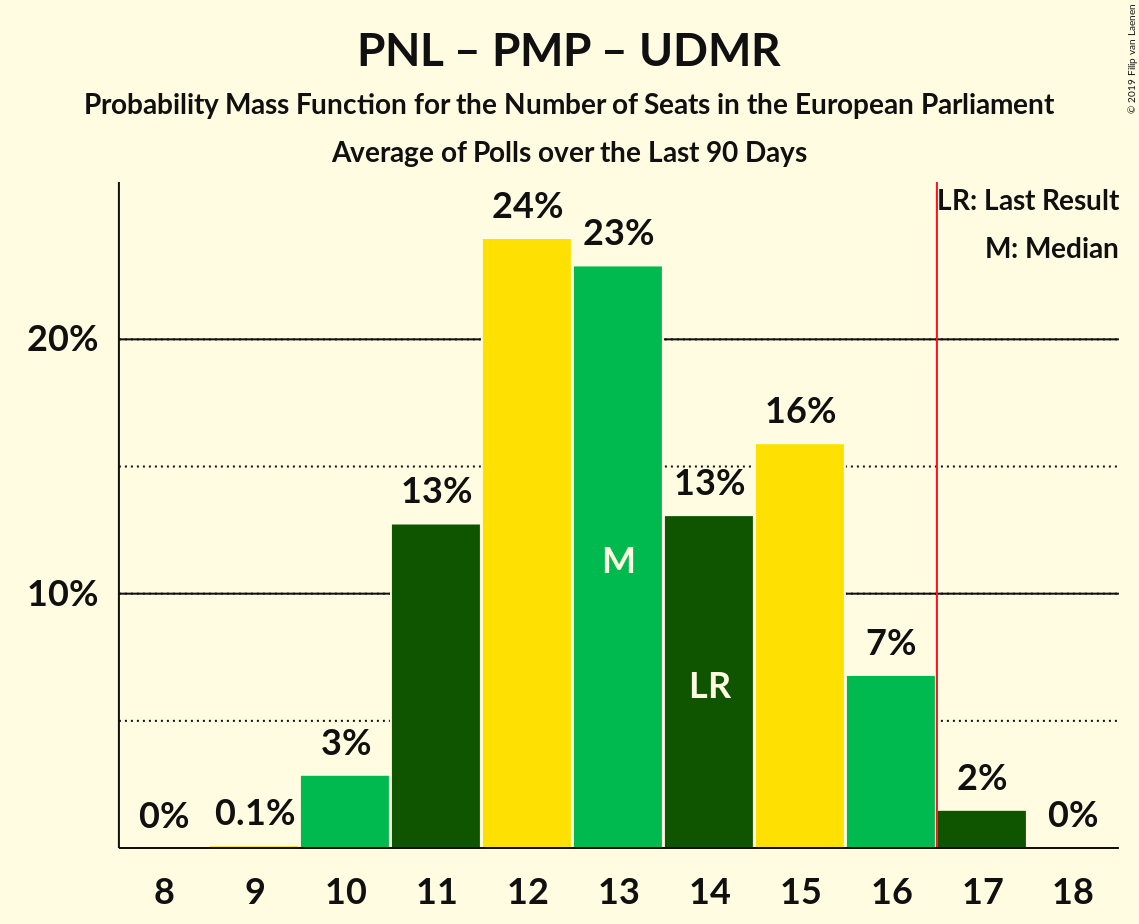 PNL – PMP – UDMR
Probability Mass Function for the Number of Seats in the European Parliament
Average of Polls over the Last 90 Days
© 2019 Filip van Laenen
LR: Last Result
M: Median
24%
23%
20%
16%
13%
13%
M
10%
7%
LR
3%
2%
0%
0.1%
0%
8 9 10 11 12 13 14 15 16 17 18